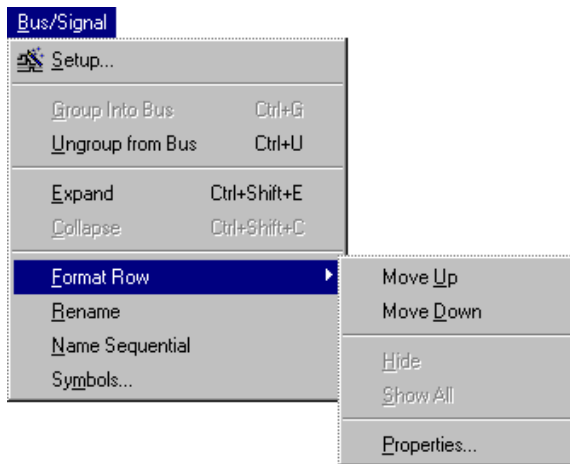 Bus/Signal
Setup...
Group Into Bus Ctrl+G
Ungroup from Bus Ctrl+U
Expand Ctrl+Shift+E
Collapse Ctrl+Shift+C
Format Row
Rename
Name Sequential
Symbols...
Move Up
Move Down
Hide
Show All
Properties...